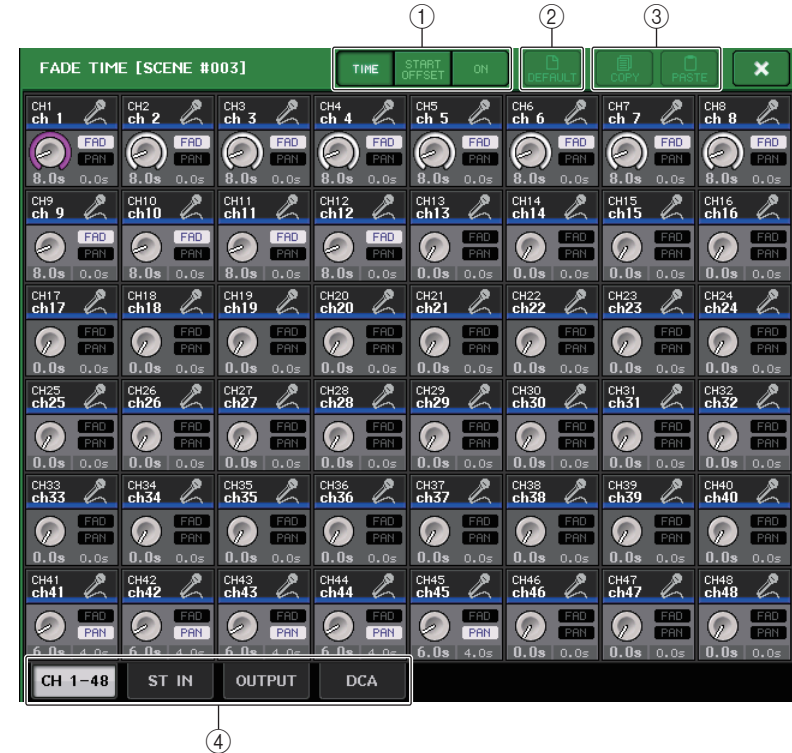 ① ② ③
FADE TIME [SCENE #003] TIME START OFFSET ON DEFAULT COPY PASTE ×
CH1 CH2 CH3 CH4 CH5 CH6 CH7 CH8
ch 1 ch 2 ch 3 ch 4 ch 5 ch 6 ch 7 ch 8
FAD FAD FAD FAD FAD FAD FAD FAD
PAN PAN PAN PAN PAN PAN PAN PAN
8.0s 0.0s 8.0s 0.0s 8.0s 0.0s 8.0s 0.0s 8.0s 0.0s 8.0s 0.0s 8.0s 0.0s 8.0s 0.0s
CH9 CH10 CH11 CH12 CH13 CH14 CH15 CH16
ch 9 ch10 ch11 ch12 ch13 ch14 ch15 ch16
FAD FAD FAD FAD FAD FAD FAD FAD
PAN PAN PAN PAN PAN PAN PAN PAN
8.0s 0.0s 8.0s 0.0s 8.0s 0.0s 8.0s 0.0s 0.0s 0.0s 0.0s 0.0s 0.0s 0.0s 0.0s 0.0s
CH17 CH18 CH19 CH20 CH21 CH22 CH23 CH24
ch17 ch18 ch19 ch20 ch21 ch22 ch23 ch24
FAD FAD FAD FAD FAD FAD FAD FAD
PAN PAN PAN PAN PAN PAN PAN PAN
0.0s 0.0s 0.0s 0.0s 0.0s 0.0s 0.0s 0.0s 0.0s 0.0s 0.0s 0.0s 0.0s 0.0s 0.0s 0.0s
CH25 CH26 CH27 CH28 CH29 CH30 CH31 CH32
ch25 ch26 ch27 ch28 ch29 ch30 ch31 ch32
FAD FAD FAD FAD FAD FAD FAD FAD
PAN PAN PAN PAN PAN PAN PAN PAN
0.0s 0.0s 0.0s 0.0s 0.0s 0.0s 0.0s 0.0s 0.0s 0.0s 0.0s 0.0s 0.0s 0.0s 0.0s 0.0s
CH33 CH34 CH35 CH36 CH37 CH38 CH39 CH40
ch33 ch34 ch35 ch36 ch37 ch38 ch39 ch40
FAD FAD FAD FAD FAD FAD FAD FAD
PAN PAN PAN PAN PAN PAN PAN PAN
0.0s 0.0s 0.0s 0.0s 0.0s 0.0s 0.0s 0.0s 0.0s 0.0s 0.0s 0.0s 0.0s 0.0s 0.0s 0.0s
CH41 CH42 CH43 CH44 CH45 CH46 CH47 CH48
ch41 ch42 ch43 ch44 ch45 ch46 ch47 ch48
FAD FAD FAD FAD FAD FAD FAD FAD
PAN PAN PAN PAN PAN PAN PAN PAN
6.0s 4.0s 6.0s 4.0s 6.0s 4.0s 6.0s 4.0s 6.0s 4.0s 0.0s 0.0s 0.0s 0.0s 0.0s 0.0s
CH 1-48 ST IN OUTPUT DCA
④